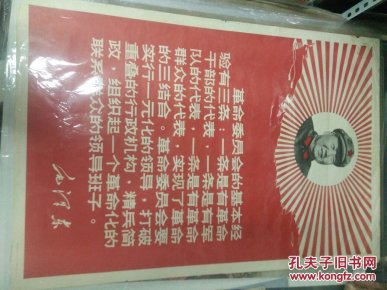 革命委员会的基本经
验有三条：一条是有革命
干部的代表，一条是有军
队的代表，一条是有革命
群众的代表，实现了革命
的三结合。革命委员会要
实行一元化的领导，打破
重叠的行政机构，精兵简
政，组织起一个革命化的
联系群众的领导班子。
毛泽东
孔夫子旧书网